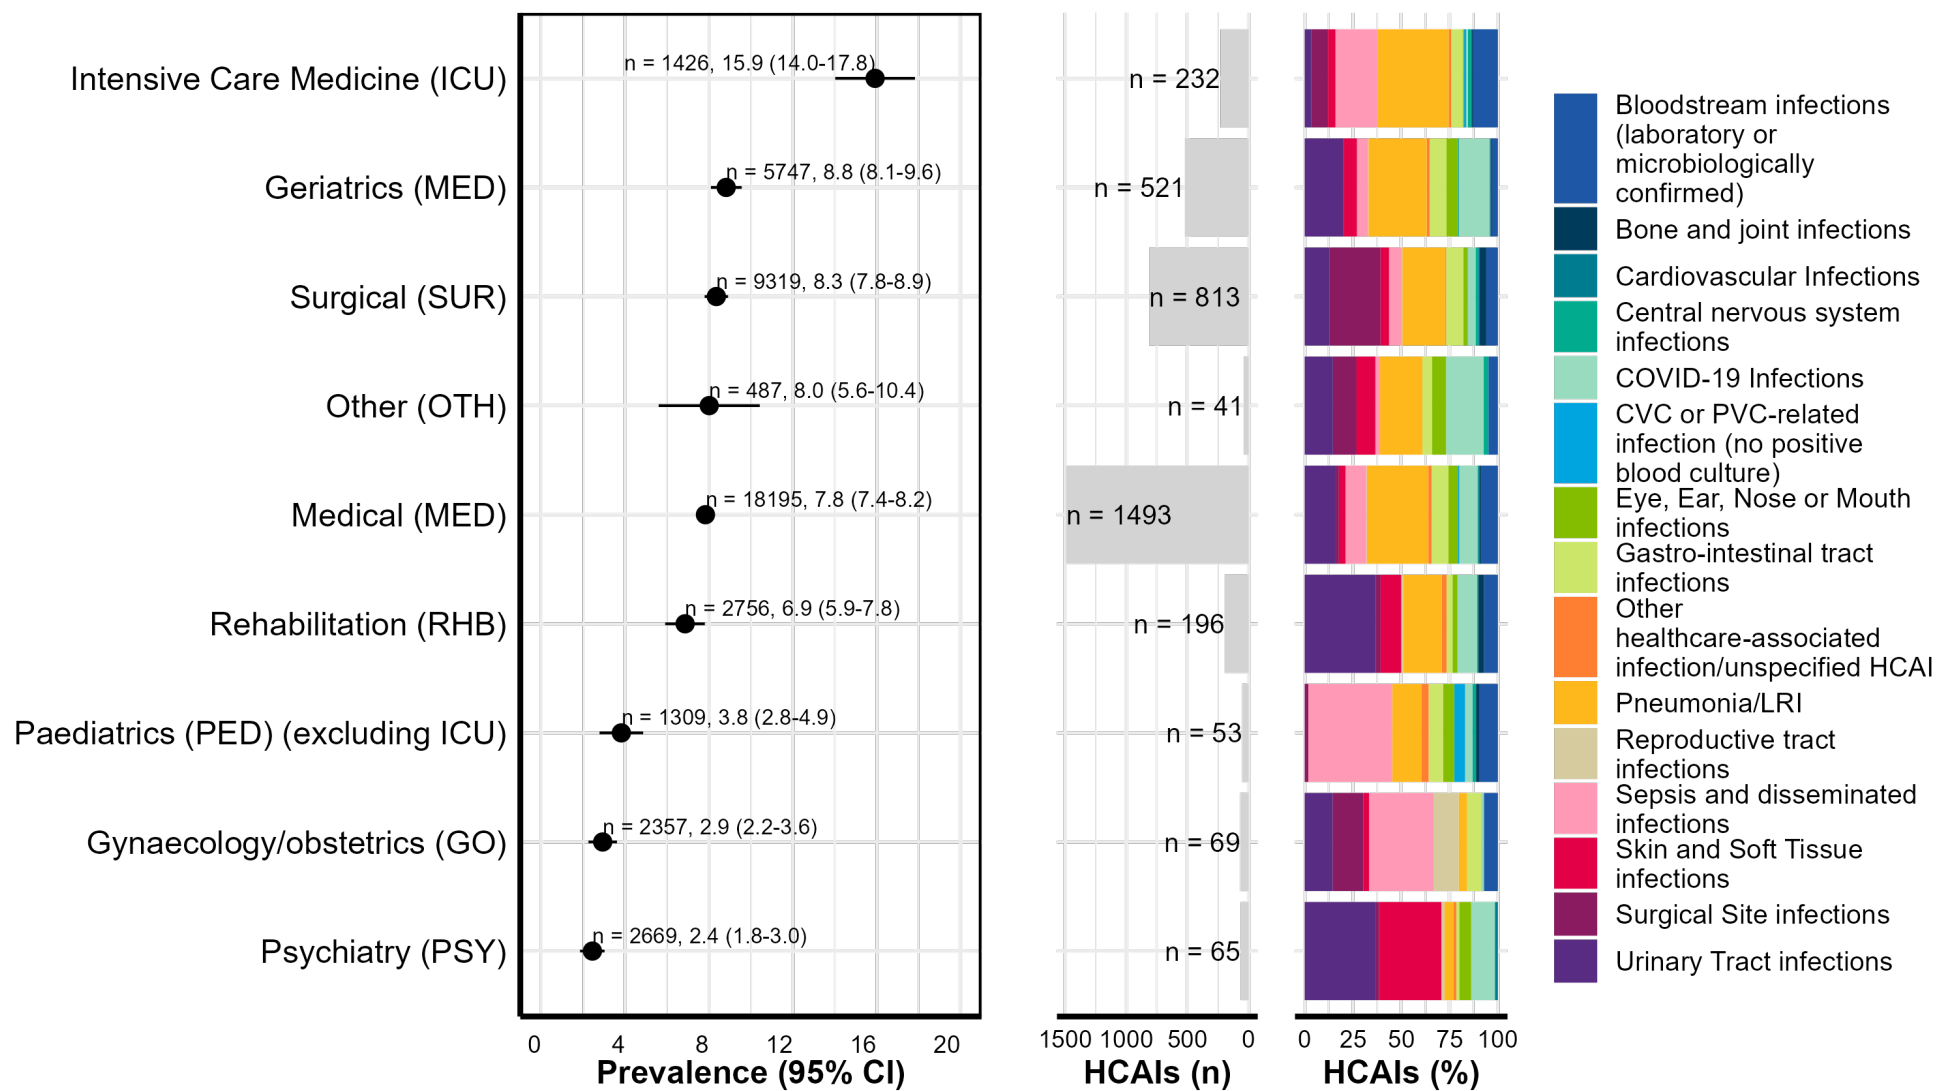 Intensive Care Medicine (ICU)
n = 1426, 15.9 (14.0-17.8)
n = 232
Geriatrics (MED)
n = 5747, 8.8 (8.1-9.6)
n = 521
Surgical (SUR)
n = 9319, 8.3 (7.8-8.9)
n = 813
Other (OTH)
n = 487, 8.0 (5.6-10.4)
n = 41
Medical (MED)
n = 18195, 7.8 (7.4-8.2)
n = 1493
Rehabilitation (RHB)
n = 2756, 6.9 (5.9-7.8)
n = 196
Paediatrics (PED) (excluding ICU)
n = 1309, 3.8 (2.8-4.9)
n = 53
Gynaecology/obstetrics (GO)
n = 2357, 2.9 (2.2-3.6)
n = 69
Psychiatry (PSY)
n = 2669, 2.4 (1.8-3.0)
n = 65
0 4 8 12 16 20
Prevalence (95% CI)
1500 1000 500 0
HCAIs (n)
0 25 50 75 100
HCAIs (%)
Bloodstream infections
(laboratory or
microbiologically
confirmed)
Bone and joint infections
Cardiovascular Infections
Central nervous system
infections
COVID-19 Infections
CVC or PVC-related
infection (no positive
blood culture)
Eye, Ear, Nose or Mouth
infections
Gastro-intestinal tract
infections
Other
healthcare-associated
infection/unspecified HCAI
Pneumonia/LRI
Reproductive tract
infections
Sepsis and disseminated
infections
Skin and Soft Tissue
infections
Surgical Site infections
Urinary Tract infections